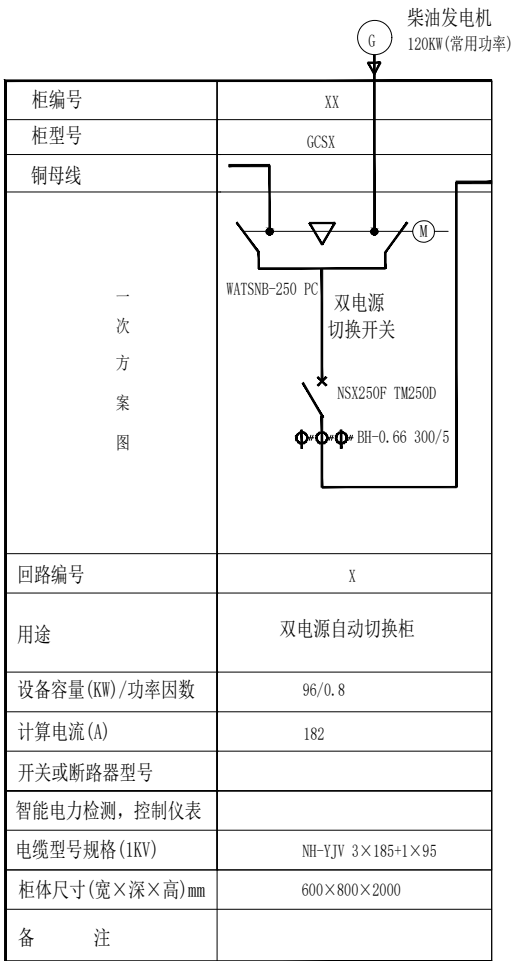 柴油发电机
G
120KW(常用功率)
柜编号
XX
柜型号
GCSX
铜母线
M
WATSNB-250 PC
双电源
切换开关
一
次
方
案
图
NSX250F TM250D
BH-0.66 300/5
回路编号
X
用途
双电源自动切换柜
设备容量(KW)/功率因数
96/0.8
计算电流(A)
182
开关或断路器型号
智能电力检测，控制仪表
电缆型号规格(1KV)
NH-YJV 3×185+1×95
柜体尺寸(宽×深×高)mm
600×800×2000
备 注